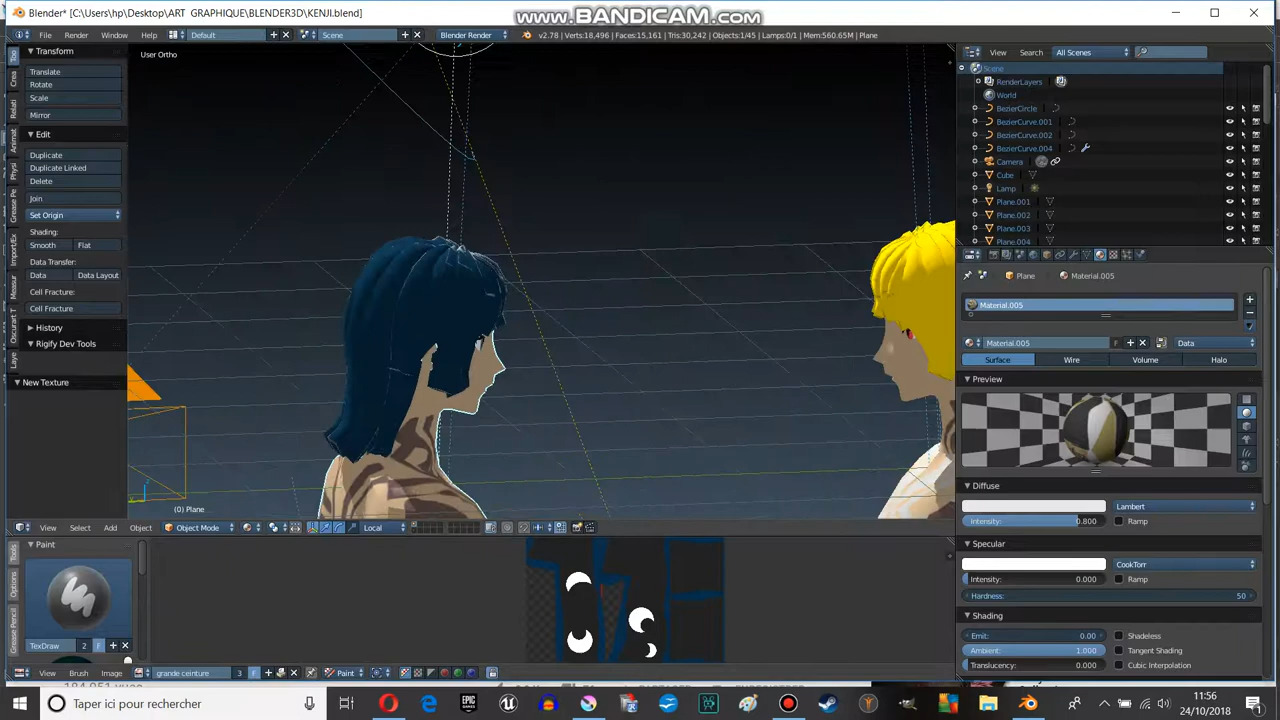 Blender* [C:\Users\hp\Desktop\ART GRAPHIQUE\BLENDER3D\KENJI.blend]
www.BANDICAM.com
File Render Window Help Default Scene Blender Render v2.78 | Verts:18,496 | Faces:15,161 | Tris:30,242 | Objects:1/45 | Lamps:0/1 | Mem:560.65M | Plane
Transform
Translate
Rotate
Scale
Mirror
Edit
Duplicate
Duplicate Linked
Delete
Join
Set Origin
Shading:
Smooth Flat
Data Transfer:
Data Data Layout
Cell Fracture:
Cell Fracture
History
Rigify Dev Tools
New Texture
User Ortho
(0) Plane
View Select Add Object Object Mode Local
View Search All Scenes
Scene
RenderLayers
World
BezierCircle
BezierCurve.001
BezierCurve.002
BezierCurve.004
Camera
Cube
Lamp
Plane.001
Plane.002
Plane.003
Plane.004
Plane Material.005
Material.005
Material.005 F Data
Surface Wire Volume Halo
Preview
Diffuse
Lambert
Intensity: 0.800 Ramp
Specular
CookTorr
Intensity: 0.000 Ramp
Hardness: 50
Shading
Emit: 0.00 Shadeless
Ambient: 1.000 Tangent Shading
Translucency: 0.000 Cubic Interpolation
Tools
Options
Grease Pencil
Paint
TexDraw 2 F
View Brush Image grande ceinture 3 F Paint
Taper ici pour rechercher
11:56
24/10/2018